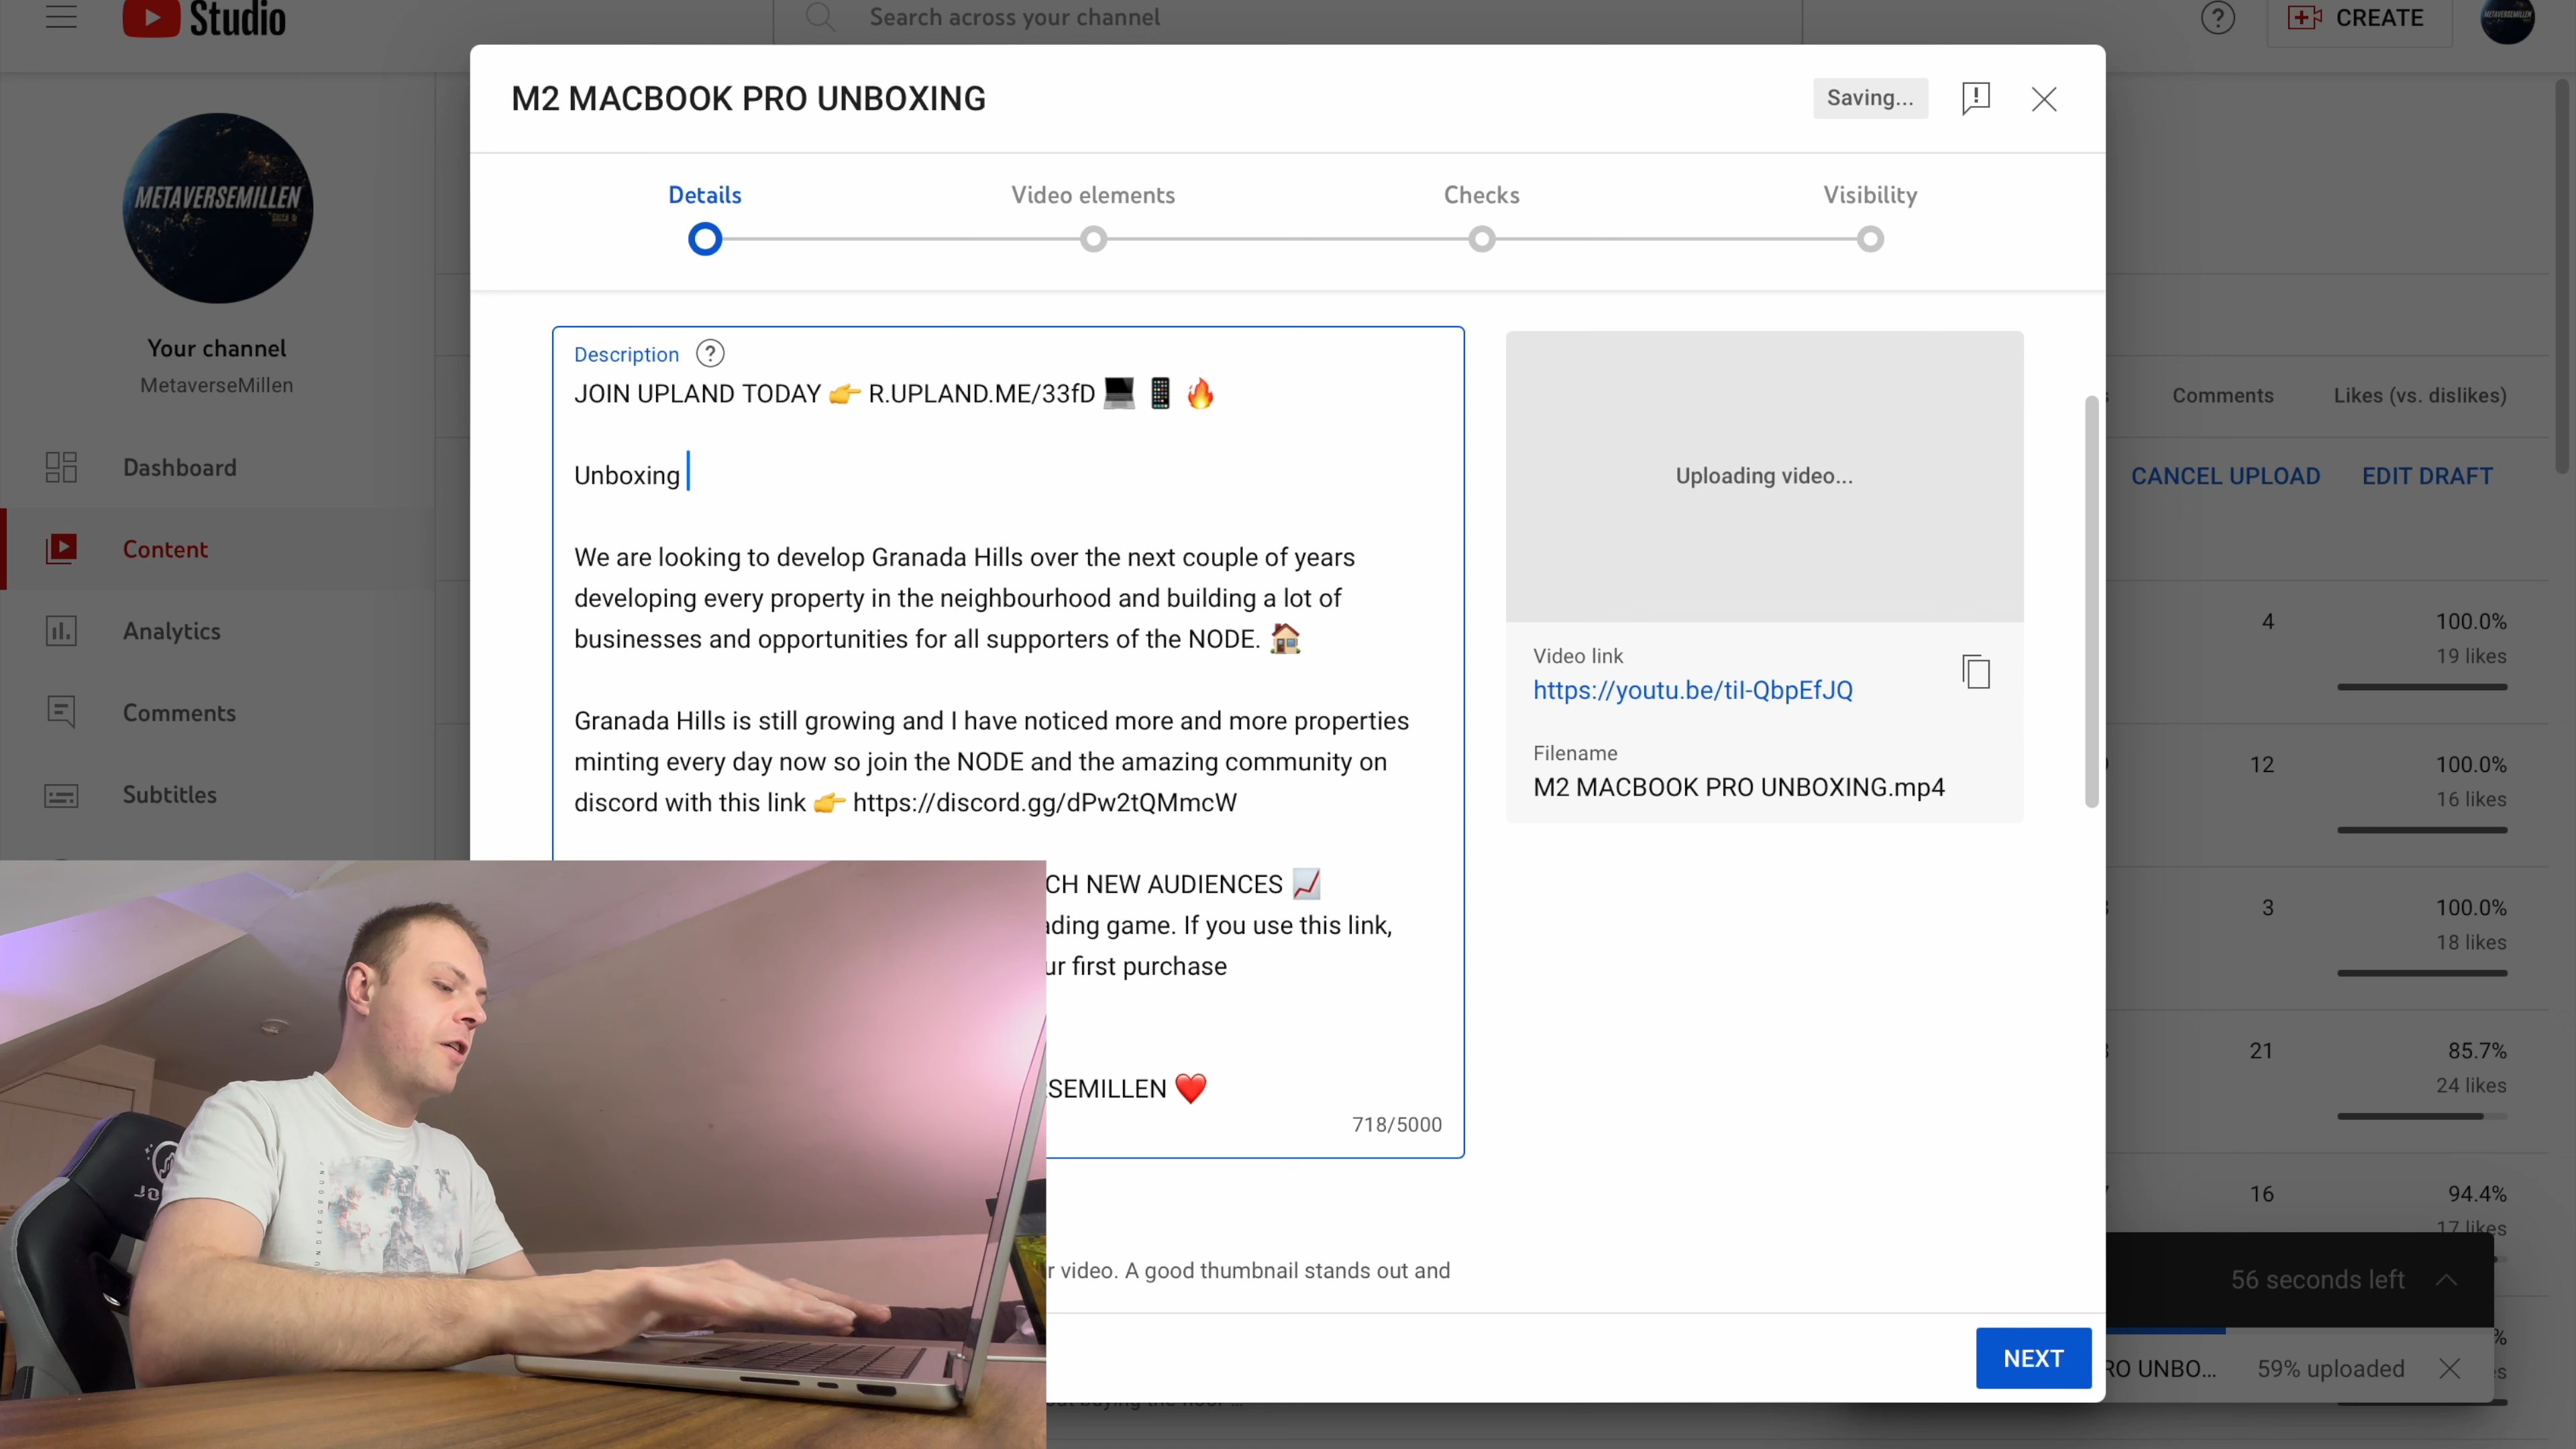 Studio
Search across your channel
?
CREATE
METAVERSEMILLEN
M2 MACBOOK PRO UNBOXING
Saving...
Details
Video elements
Checks
Visibility
METAVERSEMILLEN
Your channel
MetaverseMillen
Dashboard
Content
Analytics
Comments
Subtitles
Description ?
JOIN UPLAND TODAY 👉 R.UPLAND.ME/33fD 💻 📱 🔥
Unboxing
We are looking to develop Granada Hills over the next couple of years
developing every property in the neighbourhood and building a lot of
businesses and opportunities for all supporters of the NODE. 🏠
Granada Hills is still growing and I have noticed more and more properties
minting every day now so join the NODE and the amazing community on
discord with this link 👉 https://discord.gg/dPw2tQMmcW
CH NEW AUDIENCES 📈
ading game. If you use this link,
ur first purchase
RSEMILLEN ❤️
718/5000
r video. A good thumbnail stands out and
Uploading video...
Video link
https://youtu.be/tiI-QbpEfJQ
Filename
M2 MACBOOK PRO UNBOXING.mp4
NEXT
Comments
Likes (vs. dislikes)
CANCEL UPLOAD
EDIT DRAFT
4
100.0%
19 likes
12
100.0%
16 likes
3
100.0%
18 likes
21
85.7%
24 likes
16
94.4%
17 likes
56 seconds left
RO UNBO...
59% uploaded
UNDERGROUND